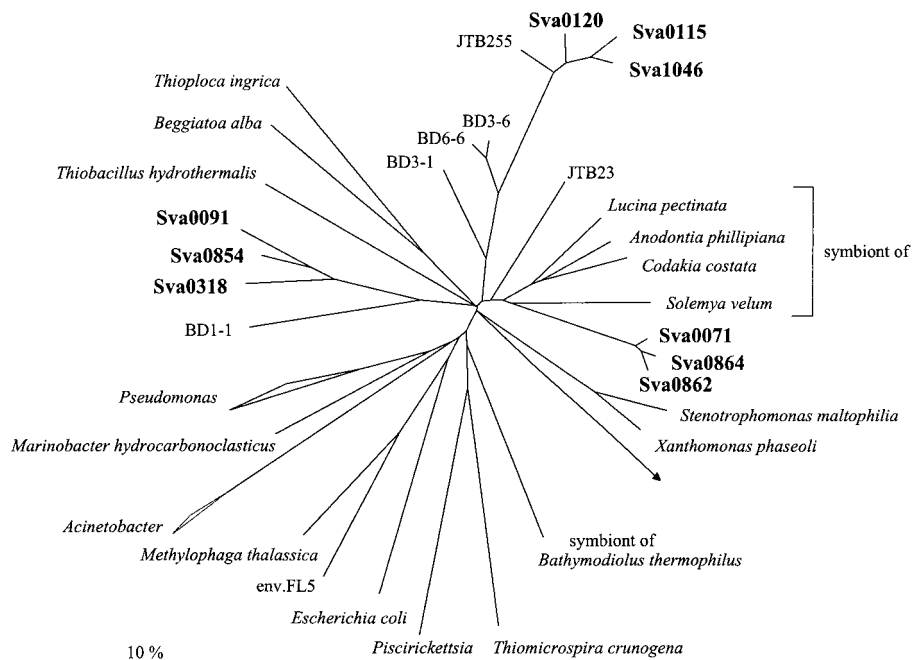 Sva0120
Sva0115
JTB255
Sva1046
Thioploca ingrica
Beggiatoa alba
BD3-6
BD6-6
BD3-1
JTB23
Thiobacillus hydrothermalis
Lucina pectinata
Sva0091
Anodontia phillipiana
symbiont of
Sva0854
Codakia costata
Sva0318
Solemya velum
BD1-1
Sva0071
Sva0864
Sva0862
Pseudomonas
Stenotrophomonas maltophilia
Marinobacter hydrocarbonoclasticus
Xanthomonas phaseoli
Acinetobacter
symbiont of
Bathymodiolus thermophilus
Methylophaga thalassica
env.FL5
Escherichia coli
Piscirickettsia
Thiomicrospira crunogena
10 %